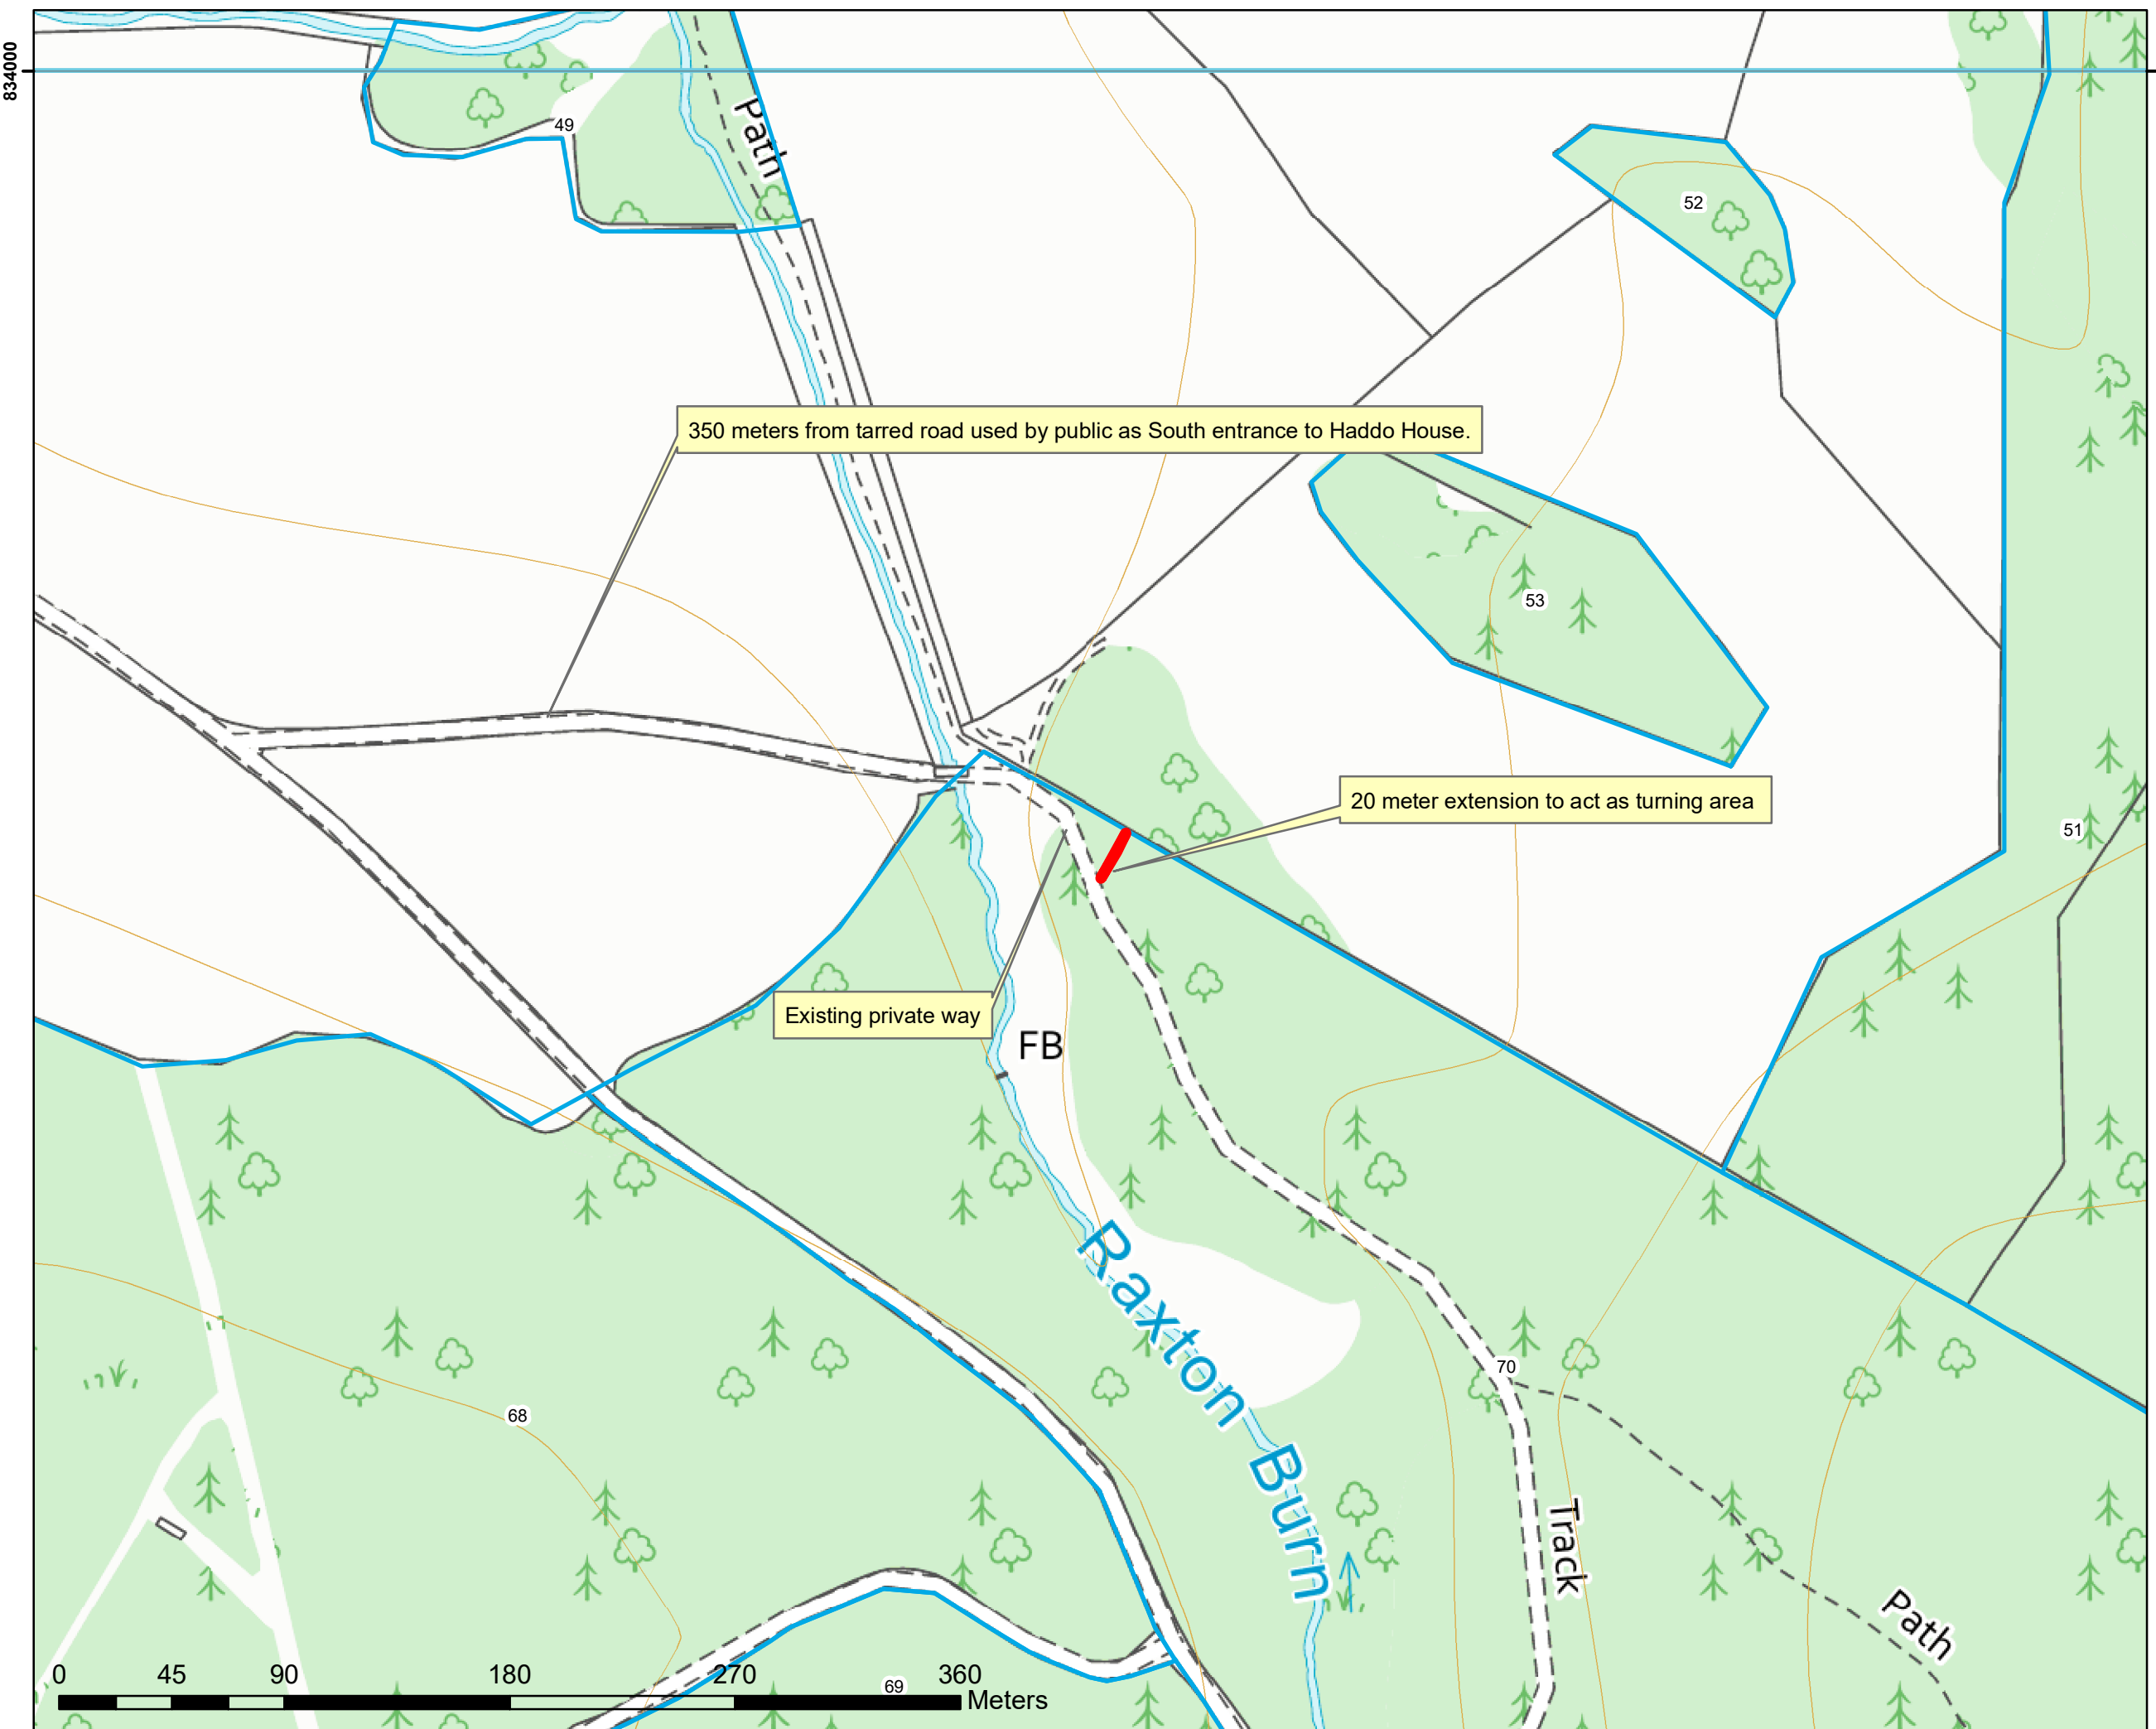 834000
Path
49
52
350 meters from tarred road used by public as South entrance to Haddo House.
53
20 meter extension to act as turning area
51
Existing private way
FB
Raxton Burn
70
68
Track
Path
0 45 90 180 270 360
69
Meters